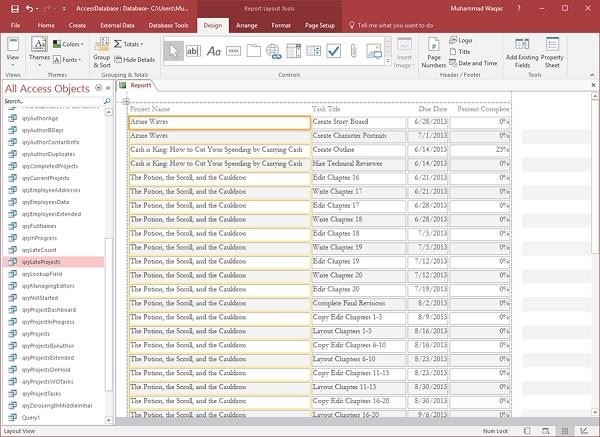 AccessDatabase : Database- C:\Users\Mu...
Report Layout Tools
Muhammad Waqas
File
Home
Create
External Data
Database Tools
Design
Arrange
Format
Page Setup
Tell me what you want to do
Views
Themes
Colors
Fonts
Group & Sort
Totals
Hide Details
ab|
Aa
Insert Image
Page Numbers
Logo
Title
Date and Time
Add Existing Fields
Property Sheet
Views
Themes
Grouping & Totals
Controls
Header / Footer
Tools
All Access Objects
Search...
qryAuthorAge
qryAuthorBDays
qryAuthorContantInfo
qryAuthorDuplicates
qryCompletedProjects
qryCurrentProjects
qryEmployeeAddresses
qryEmployeesData
qryEmployeesExtended
qryFullNames
qryInProgress
qryLateCount
qryLateProjects
qryLookupField
qryManagingEditors
qryNotStarted
qryProjectDashboard
qryProjectInProgress
qryProjects
qryProjectsByAuthor
qryProjectsExtended
qryProjectsOnHold
qryProjectsWOTasks
qryProjectTasks
qryZeroLengthMiddleInitial
Query1
Report1
Project Name Task Title Due Date Percent Complete
Azure Waves Create Story Board 6/28/2013 0%
Azure Waves Create Character Portraits 7/1/2013 0%
Cash is King: How to Cut Your Spending by Carrying Cash Create Outline 6/14/2013 25%
Cash is King: How to Cut Your Spending by Carrying Cash Hire Technical Reviewer 6/14/2013 0%
The Potion, the Scroll, and the Cauldron Edit Chapter 16 6/21/2013 0%
The Potion, the Scroll, and the Cauldron Write Chapter 17 6/21/2013 0%
The Potion, the Scroll, and the Cauldron Edit Chapter 17 6/28/2013 0%
The Potion, the Scroll, and the Cauldron Write Chapter 18 6/28/2013 0%
The Potion, the Scroll, and the Cauldron Edit Chapter 18 7/5/2013 0%
The Potion, the Scroll, and the Cauldron Write Chapter 19 7/5/2013 0%
The Potion, the Scroll, and the Cauldron Edit Chapter 19 7/12/2013 0%
The Potion, the Scroll, and the Cauldron Write Chapter 20 7/12/2013 0%
The Potion, the Scroll, and the Cauldron Edit Chapter 20 7/19/2013 0%
The Potion, the Scroll, and the Cauldron Complete Final Revisions 8/2/2013 0%
The Potion, the Scroll, and the Cauldron Copy Edit Chapters 1-5 8/9/2013 0%
The Potion, the Scroll, and the Cauldron Layout Chapters 1-5 8/16/2013 0%
The Potion, the Scroll, and the Cauldron Copy Edit Chapters 6-10 8/16/2013 0%
The Potion, the Scroll, and the Cauldron Layout Chapters 6-10 8/23/2013 0%
The Potion, the Scroll, and the Cauldron Copy Edit Chapters 11-15 8/23/2013 0%
The Potion, the Scroll, and the Cauldron Layout Chapter 11-15 8/30/2013 0%
The Potion, the Scroll, and the Cauldron Copy Edit Chapters 16-20 8/30/2013 0%
The Potion, the Scroll, and the Cauldron Layout Chapters 16-20 9/6/2013 0%
Layout View
Num Lock